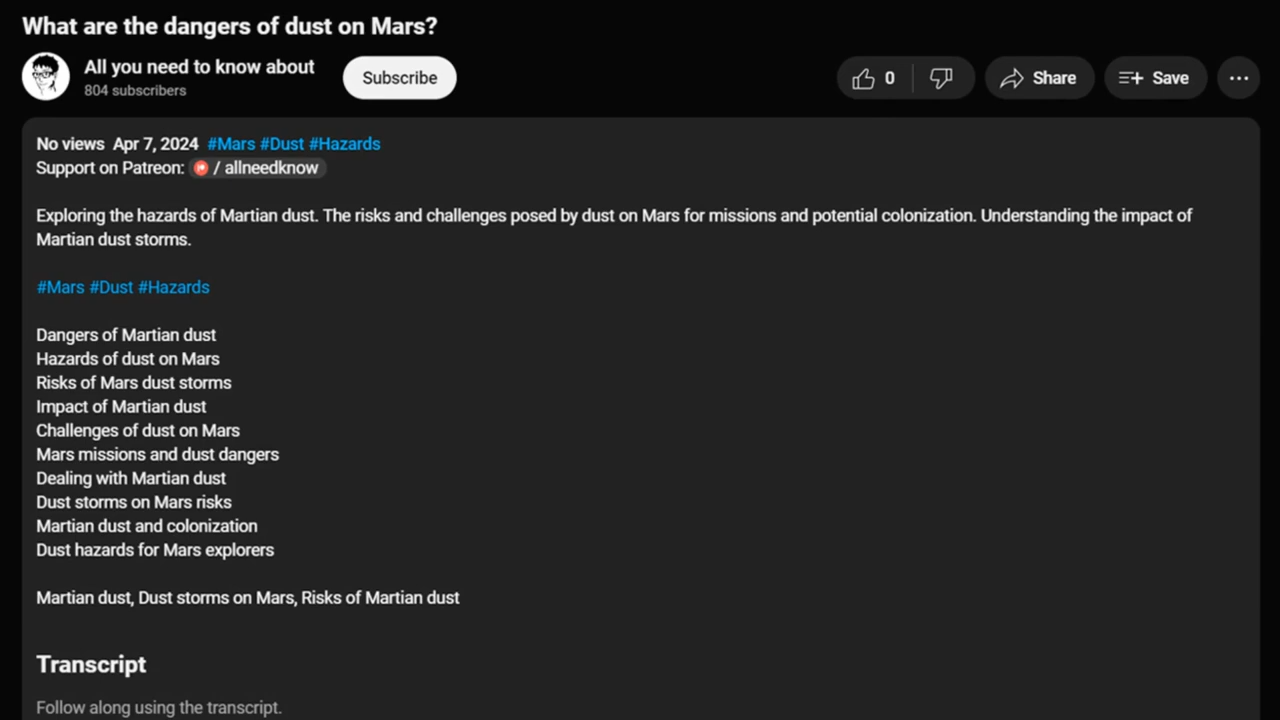 What are the dangers of dust on Mars?
All you need to know about
804 subscribers
Subscribe
0
Share
Save
No views Apr 7, 2024 #Mars #Dust #Hazards
Support on Patreon: / allneedknow
Exploring the hazards of Martian dust. The risks and challenges posed by dust on Mars for missions and potential colonization. Understanding the impact of
Martian dust storms.
#Mars #Dust #Hazards
Dangers of Martian dust
Hazards of dust on Mars
Risks of Mars dust storms
Impact of Martian dust
Challenges of dust on Mars
Mars missions and dust dangers
Dealing with Martian dust
Dust storms on Mars risks
Martian dust and colonization
Dust hazards for Mars explorers
Martian dust, Dust storms on Mars, Risks of Martian dust
Transcript
Follow along using the transcript.